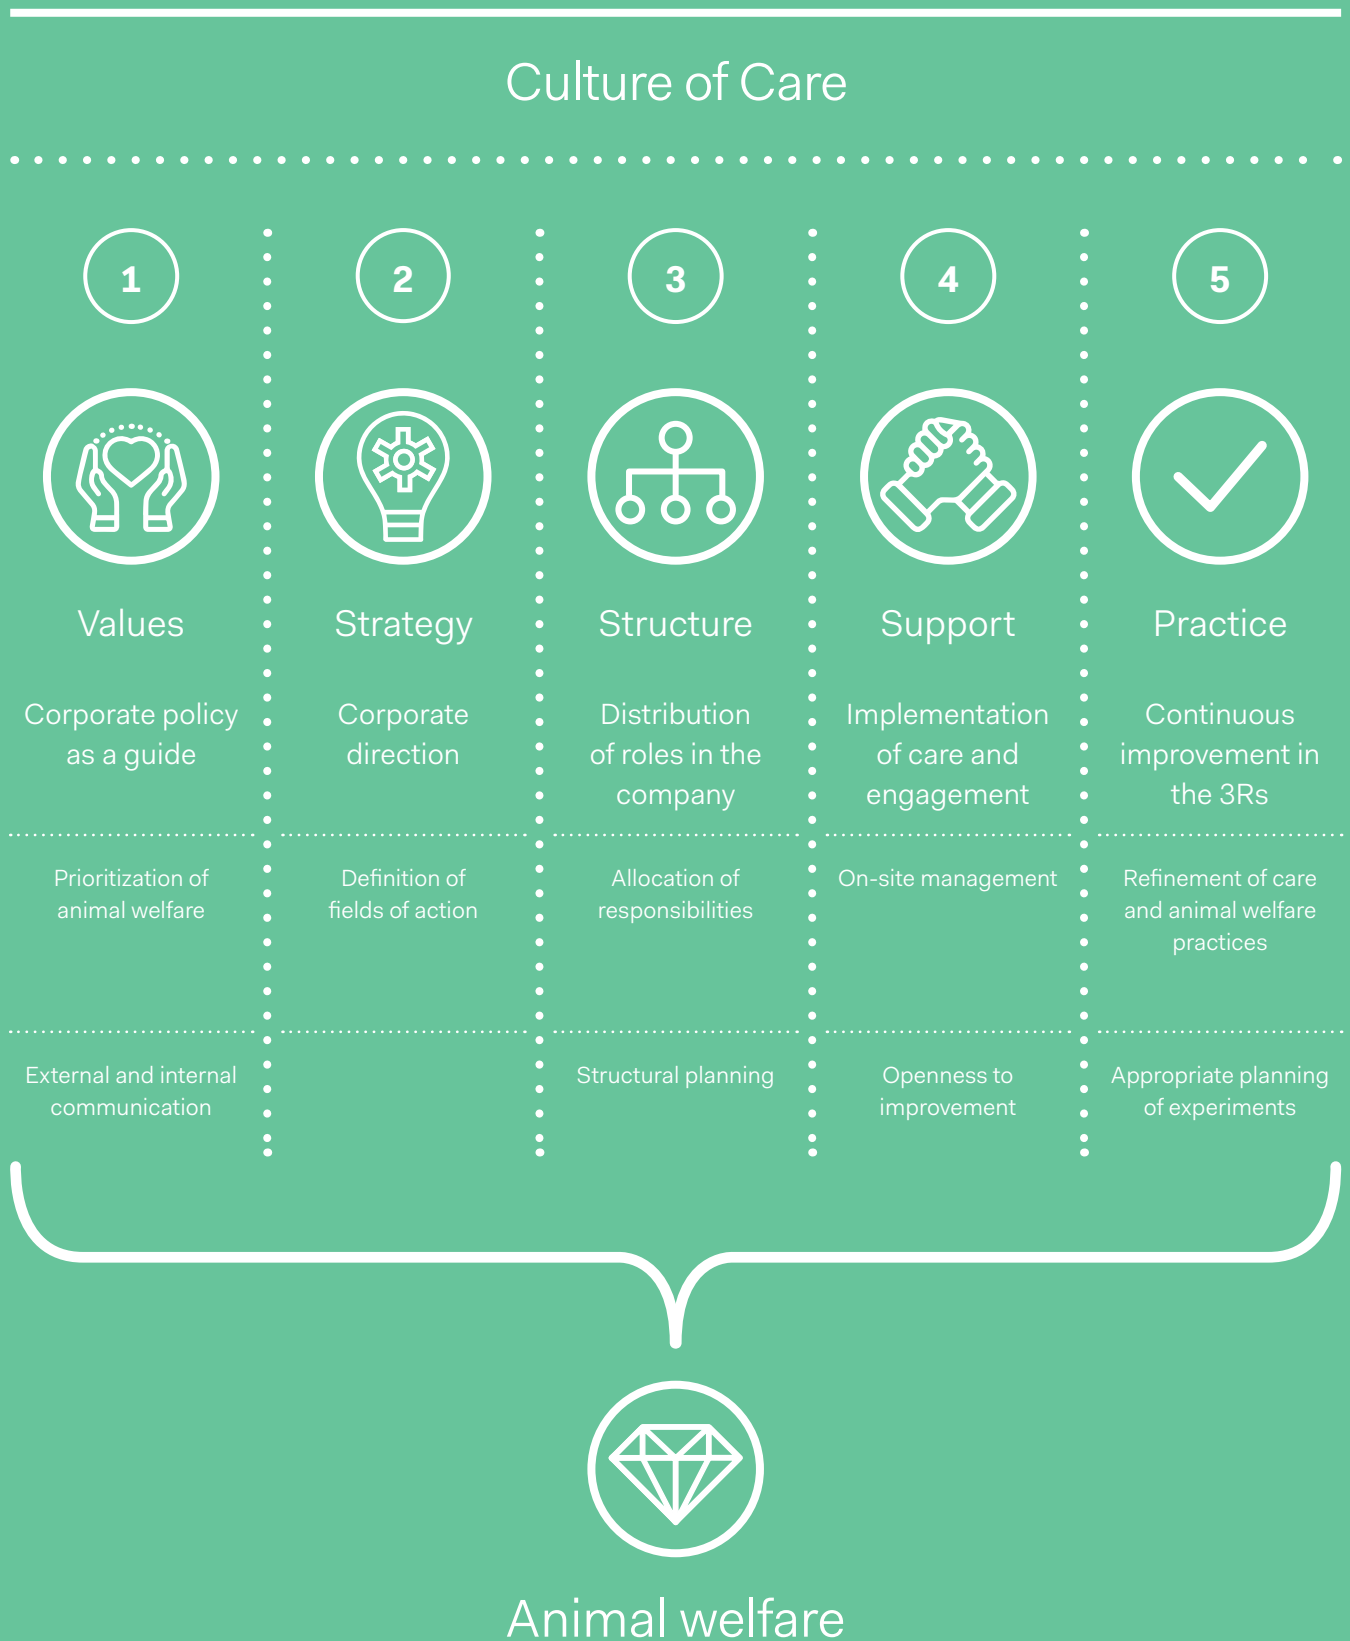 Culture of Care
1
2
3
4
5
Values
Strategy
Structure
Support
Practice
Corporate policy
as a guide
Corporate
direction
Distribution
of roles in the
company
Implementation
of care and
engagement
Continuous
improvement in
the 3Rs
Prioritization of
animal welfare
Definition of
fields of action
Allocation of
responsibilities
On-site management
Refinement of care
and animal welfare
practices
External and internal
communication
Structural planning
Openness to
improvement
Appropriate planning
of experiments
Animal welfare